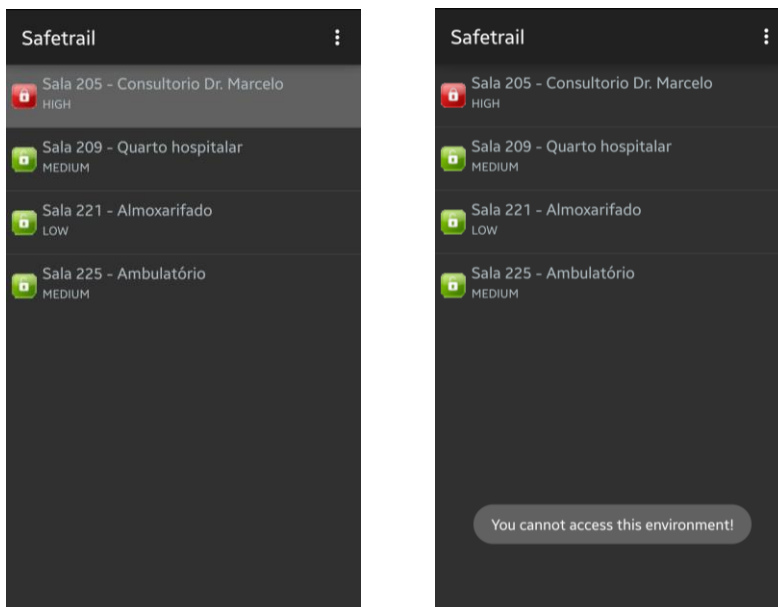 Safetrail
Sala 205 - Consultorio Dr. Marcelo
HIGH
Sala 209 - Quarto hospitalar
MEDIUM
Sala 221 - Almoxarifado
LOW
Sala 225 - Ambulatório
MEDIUM
Safetrail
Sala 205 - Consultorio Dr. Marcelo
HIGH
Sala 209 - Quarto hospitalar
MEDIUM
Sala 221 - Almoxarifado
LOW
Sala 225 - Ambulatório
MEDIUM
You cannot access this environment!